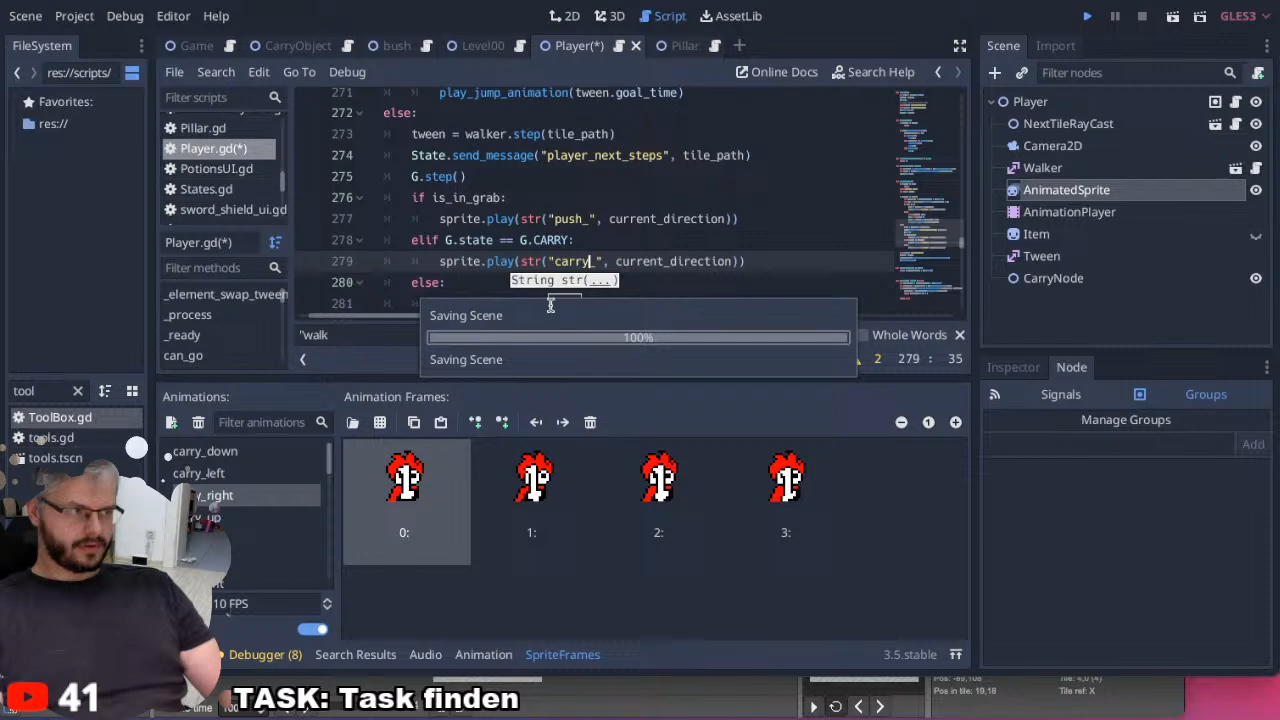 Scene Project Debug Editor Help
2D 3D Script AssetLib
GLES3
FileSystem
Game CarryObject bush Level00 Player(*) Pillar
Scene Import
res://scripts/
File Search Edit Go To Debug
Online Docs Search Help
Filter nodes
Favorites:
res://
Filter scripts
Pillar.gd
Player.gd(*)
PotionsUI.gd
States.gd
sword_shield_ui.gd
Player.gd(*)
Filter methods
_element_swap_tween
_process
_ready
can_go
271 play_jump_animation(tween.goal_time)
272 else:
273 tween = walker.step(tile_path)
274 State.send_message("player_next_steps", tile_path)
275 G.step()
276 if is_in_grab:
277 sprite.play(str("push_", current_direction))
278 elif G.state == G.CARRY:
279 sprite.play(str("carry_", current_direction))
280 else:
281
String str(...)
Saving Scene
100%
Saving Scene
"walk
Whole Words
2 279 : 35
Player
NextTileRayCast
Camera2D
Walker
AnimatedSprite
AnimationPlayer
Item
Tween
CarryNode
Inspector Node
Signals Groups
Manage Groups
Add
tool
ToolBox.gd
tools.gd
tools.tscn
Animations:
Filter animations
carry_down
carry_left
y_right
10 FPS
Animation Frames:
0: 1: 2: 3:
Debugger (8) Search Results Audio Animation SpriteFrames
3.5.stable
41
TASK: Task finden
Pos in tile: 19,18
Tile ref: X